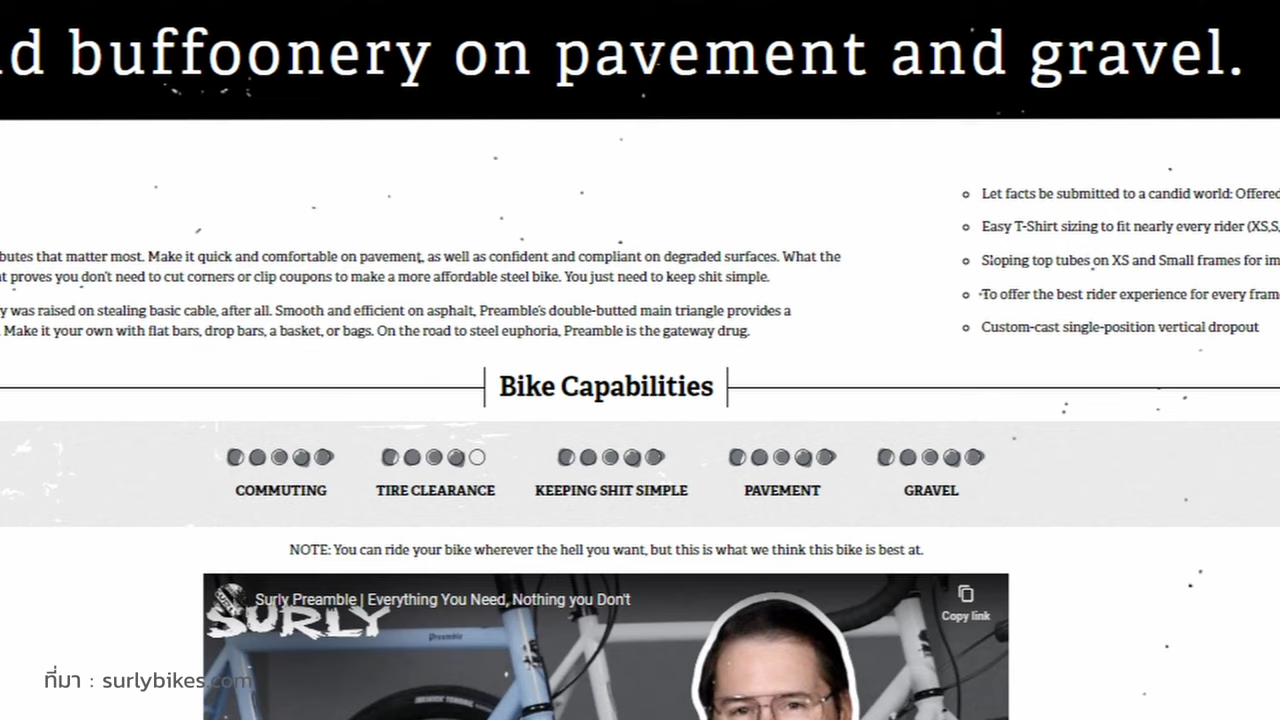 d buffoonery on pavement and gravel.
butes that matter most. Make it quick and comfortable on pavement, as well as confident and compliant on degraded surfaces. What the
t proves you don't need to cut corners or clip coupons to make a more affordable steel bike. You just need to keep shit simple.
y was raised on stealing basic cable, after all. Smooth and efficient on asphalt, Preamble's double-butted main triangle provides a
Make it your own with flat bars, drop bars, a basket, or bags. On the road to steel euphoria, Preamble is the gateway drug.
Let facts be submitted to a candid world: Offered
Easy T-Shirt sizing to fit nearly every rider (XS,S,
Sloping top tubes on XS and Small frames for im
To offer the best rider experience for every fram
Custom-cast single-position vertical dropout
Bike Capabilities
COMMUTING
TIRE CLEARANCE
KEEPING SHIT SIMPLE
PAVEMENT
GRAVEL
NOTE: You can ride your bike wherever the hell you want, but this is what we think this bike is best at.
Surly Preamble | Everything You Need, Nothing you Don't
Copy link
SURLY
Preamble
ที่มา : surlybikes.com